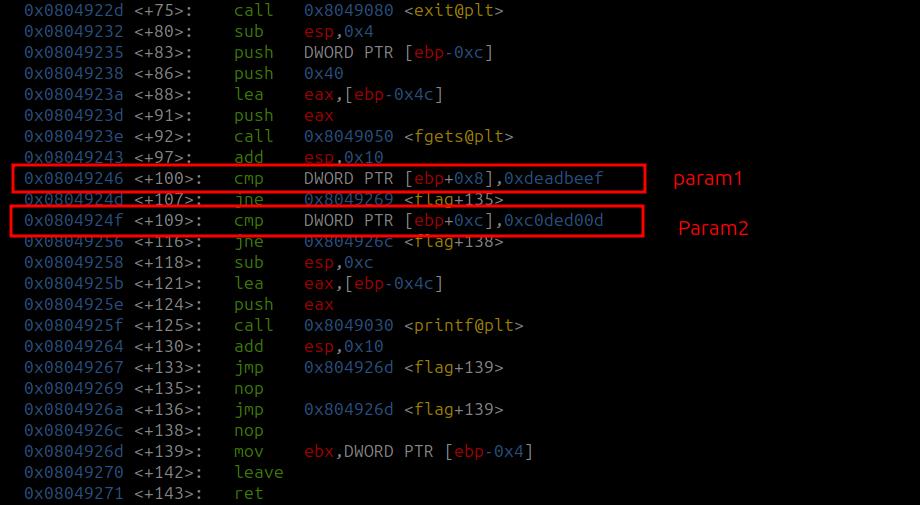 0x0804922d <+75>: call 0x8049080 <exit@plt>
0x08049232 <+80>: sub esp,0x4
0x08049235 <+83>: push DWORD PTR [ebp-0xc]
0x08049238 <+86>: push 0x40
0x0804923a <+88>: lea eax,[ebp-0x4c]
0x0804923d <+91>: push eax
0x0804923e <+92>: call 0x8049050 <fgets@plt>
0x08049243 <+97>: add esp,0x10
0x08049246 <+100>: cmp DWORD PTR [ebp+0x8],0xdeadbeef param1
0x0804924d <+107>: jne 0x8049269 <flag+135>
0x0804924f <+109>: cmp DWORD PTR [ebp+0xc],0xc0ded00d Param2
0x08049256 <+116>: jne 0x804926c <flag+138>
0x08049258 <+118>: sub esp,0xc
0x0804925b <+121>: lea eax,[ebp-0x4c]
0x0804925e <+124>: push eax
0x0804925f <+125>: call 0x8049030 <printf@plt>
0x08049264 <+130>: add esp,0x10
0x08049267 <+133>: jmp 0x804926d <flag+139>
0x08049269 <+135>: nop
0x0804926a <+136>: jmp 0x804926d <flag+139>
0x0804926c <+138>: nop
0x0804926d <+139>: mov ebx,DWORD PTR [ebp-0x4]
0x08049270 <+142>: leave
0x08049271 <+143>: ret